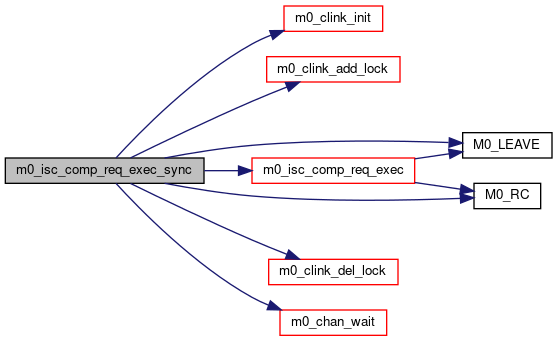 m0_clink_init
m0_clink_add_lock
M0_LEAVE
m0_isc_comp_req_exec_sync
m0_isc_comp_req_exec
M0_RC
m0_clink_del_lock
m0_chan_wait